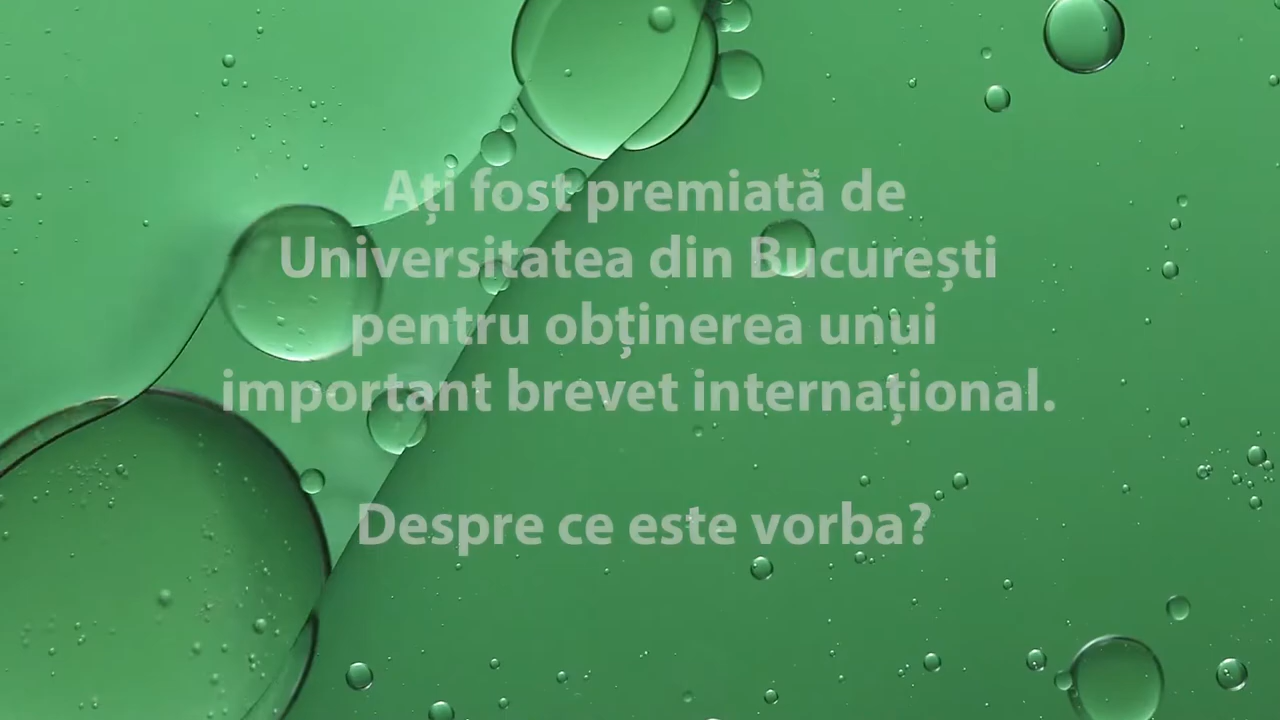 Ați fost premiată de
Universitatea din București
pentru obținerea unui
important brevet internațional.
Despre ce este vorba?